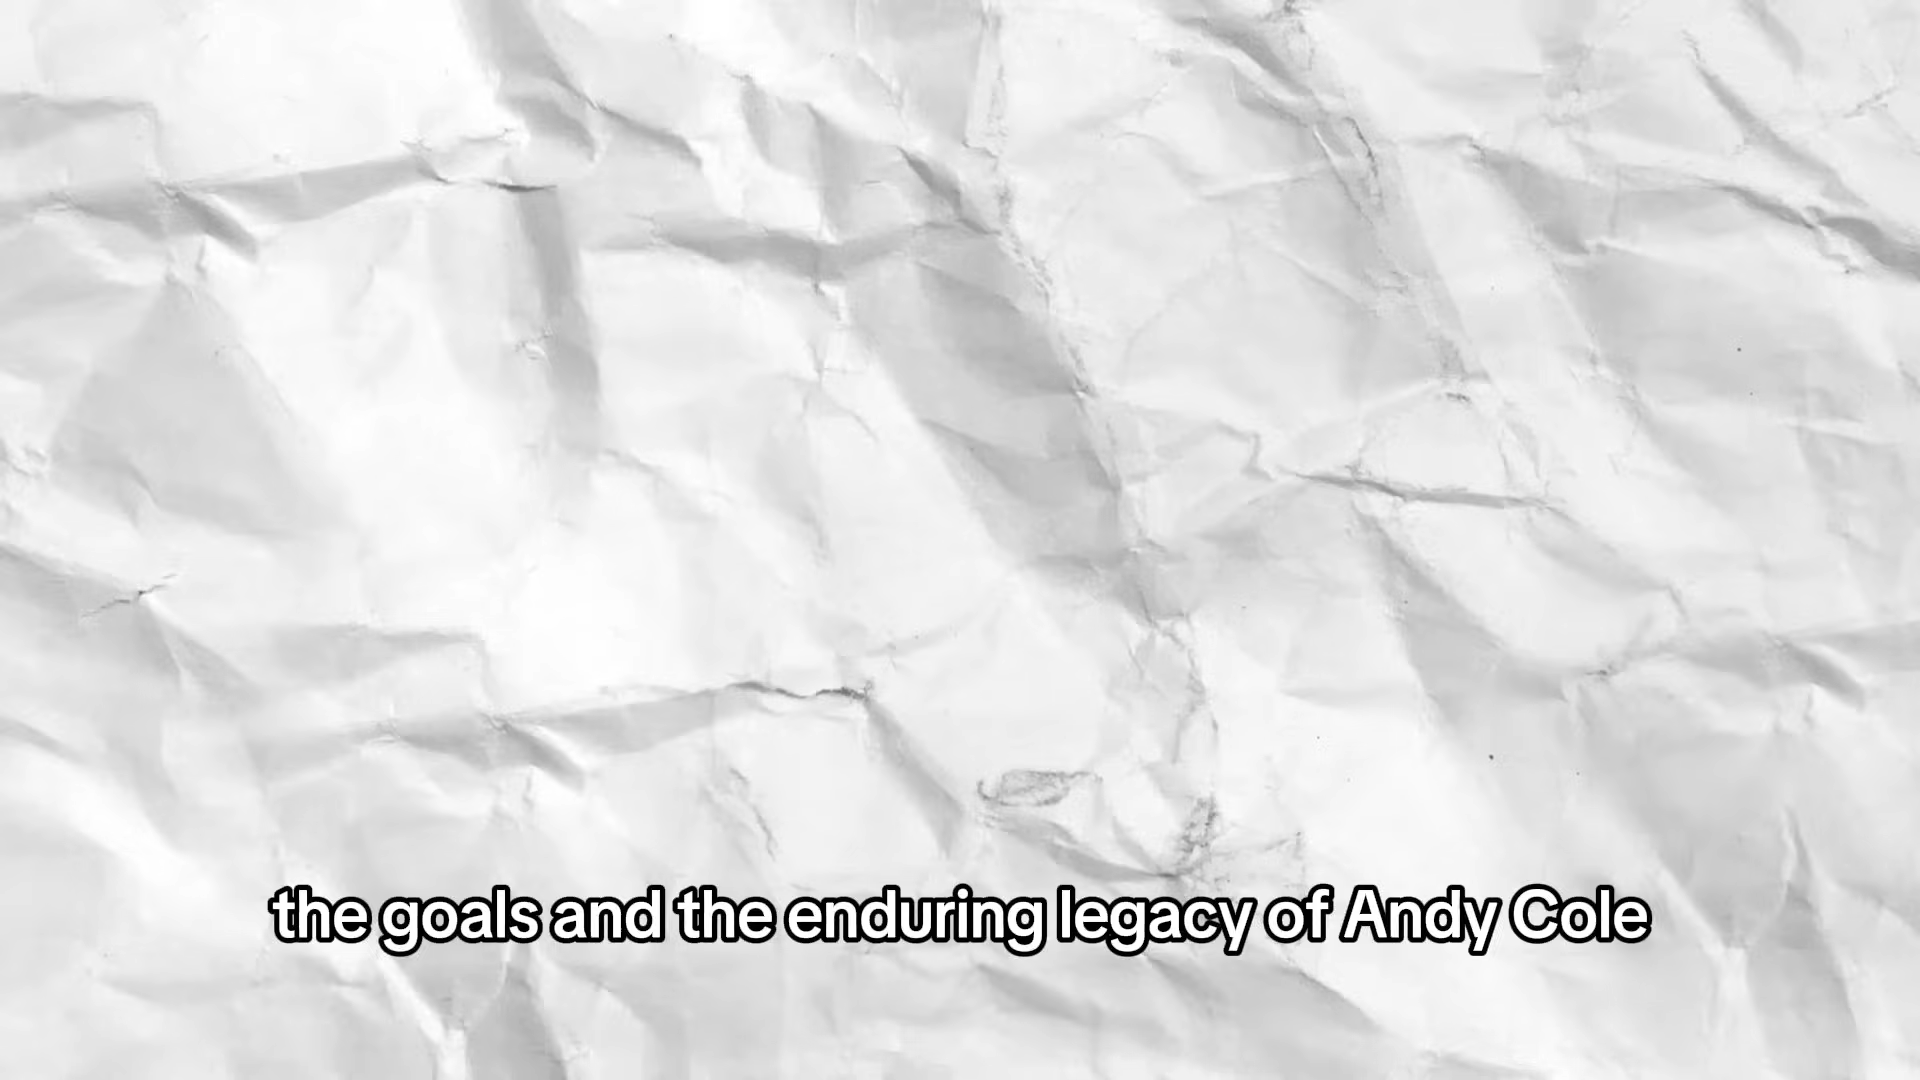 the goals and the enduring legacy of Andy Cole